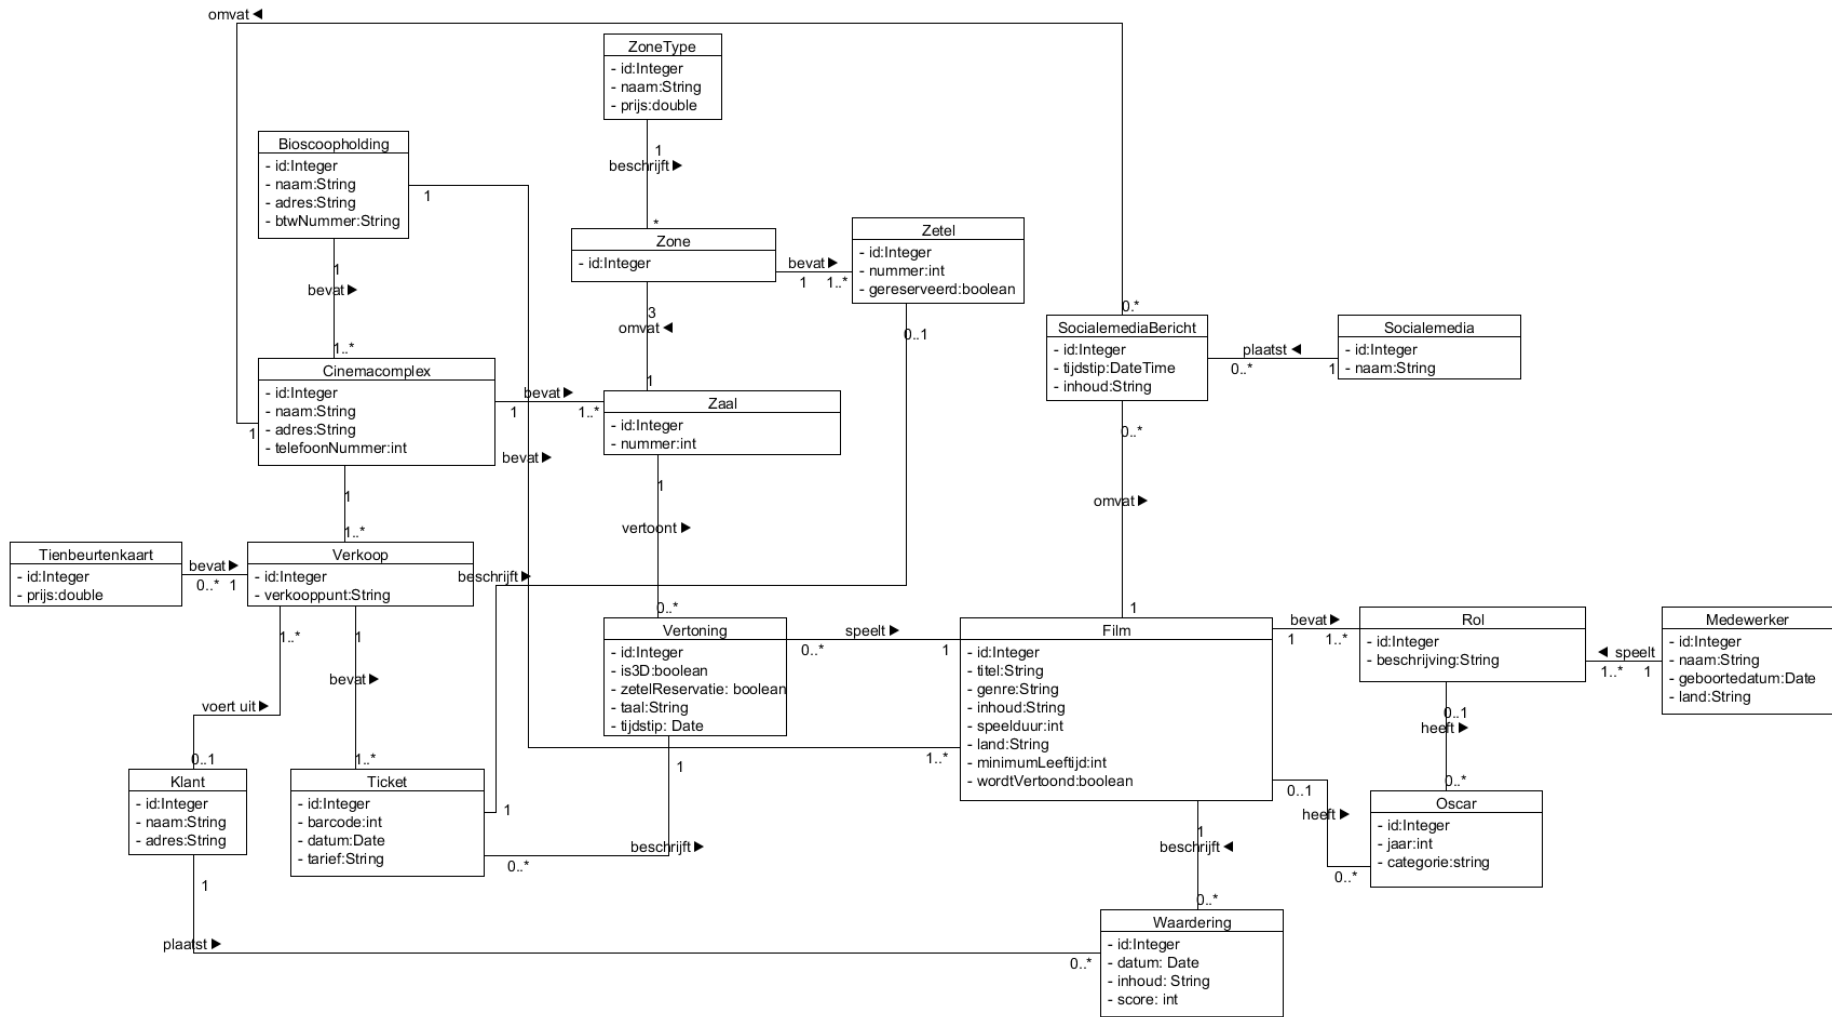 omvat ◄
ZoneType
- id:Integer
- naam:String
- prijs:double
1
beschrijft ►
*
Bioscoopholding
- id:Integer
- naam:String
- adres:String
- btwNummer:String
1
1
bevat ►
1..*
Zone
- id:Integer
bevat ►
1 1..*
Zetel
- id:Integer
- nummer:int
- gereserveerd:boolean
0..1
3
omvat ◄
1
0..*
SocialemediaBericht
- id:Integer
- tijdstip:DateTime
- inhoud:String
0..*
plaatst ◄
0..* 1
Socialemedia
- id:Integer
- naam:String
Cinemacomplex
- id:Integer
- naam:String
- adres:String
- telefoonNummer:int
1
bevat ►
1 1..*
Zaal
- id:Integer
- nummer:int
bevat ►
1
1..*
1
vertoont ►
0..*
omvat ►
1
Tienbeurtenkaart
- id:Integer
- prijs:double
bevat ►
0..* 1
Verkoop
- id:Integer
- verkooppunt:String
beschrijft ►
1..*
1
voert uit ►
bevat ►
0..1
1..*
Vertoning
- id:Integer
- is3D:boolean
- zetelReservatie: boolean
- taal:String
- tijdstip: Date
1
speelt ►
0..* 1
Film
- id:Integer
- titel:String
- genre:String
- inhoud:String
- speelduur:int
- land:String
- minimumLeeftijd:int
- wordtVertoond:boolean
1..*
bevat ►
1 1..*
Rol
- id:Integer
- beschrijving:String
◄ speelt
1..* 1
Medewerker
- id:Integer
- naam:String
- geboortedatum:Date
- land:String
0..1
heeft ►
0..*
Klant
- id:Integer
- naam:String
- adres:String
1
Ticket
- id:Integer
- barcode:int
- datum:Date
- tarief:String
1
beschrijft ►
0..*
0..1
heeft ►
0..*
Oscar
- id:Integer
- jaar:int
- categorie:string
1
beschrijft ◄
0..*
plaatst ►
0..*
Waardering
- id:Integer
- datum: Date
- inhoud: String
- score: int